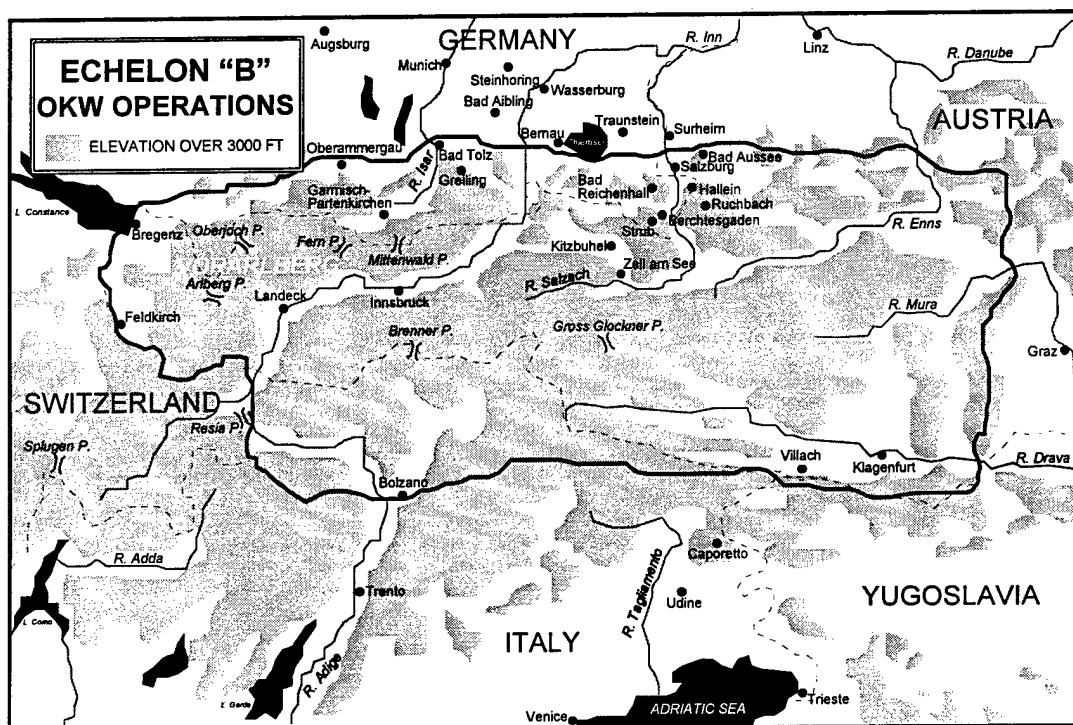 ECHELON "B"
OKW OPERATIONS
ELEVATION OVER 3000 FT
Augsburg
GERMANY
R. Inn
Linz
R. Danube
Munich
Steinhoring
Wasserburg
Bad Aibling
AUSTRIA
Traunstein
Surheim
Bernau
Oberammergau
Bad Tolz
Bad Aussee
R. Isar
Salzburg
Greiling
Garmisch-
Partenkirchen
Bad
Reichenhall
Hallein
Ruchbach
L. Constance
Berchtesgaden
Strub
R. Enns
Bregenz
Oberjoch P.
Fern P.
Mittenwald P.
Kitzbuhel
Zell am See
R. Salzach
Arlberg P.
Landeck
Innsbruck
R. Mura
Feldkirch
Brenner P.
Gross Glockner P.
Graz
SWITZERLAND
Resia P.
Splugen P.
Villach
Klagenfurt
R. Drava
Bolzano
R. Adda
Caporetto
R. Tagliamento
Trento
Udine
YUGOSLAVIA
L. Como
ITALY
R. Adige
L. Garda
Trieste
ADRIATIC SEA
Venice